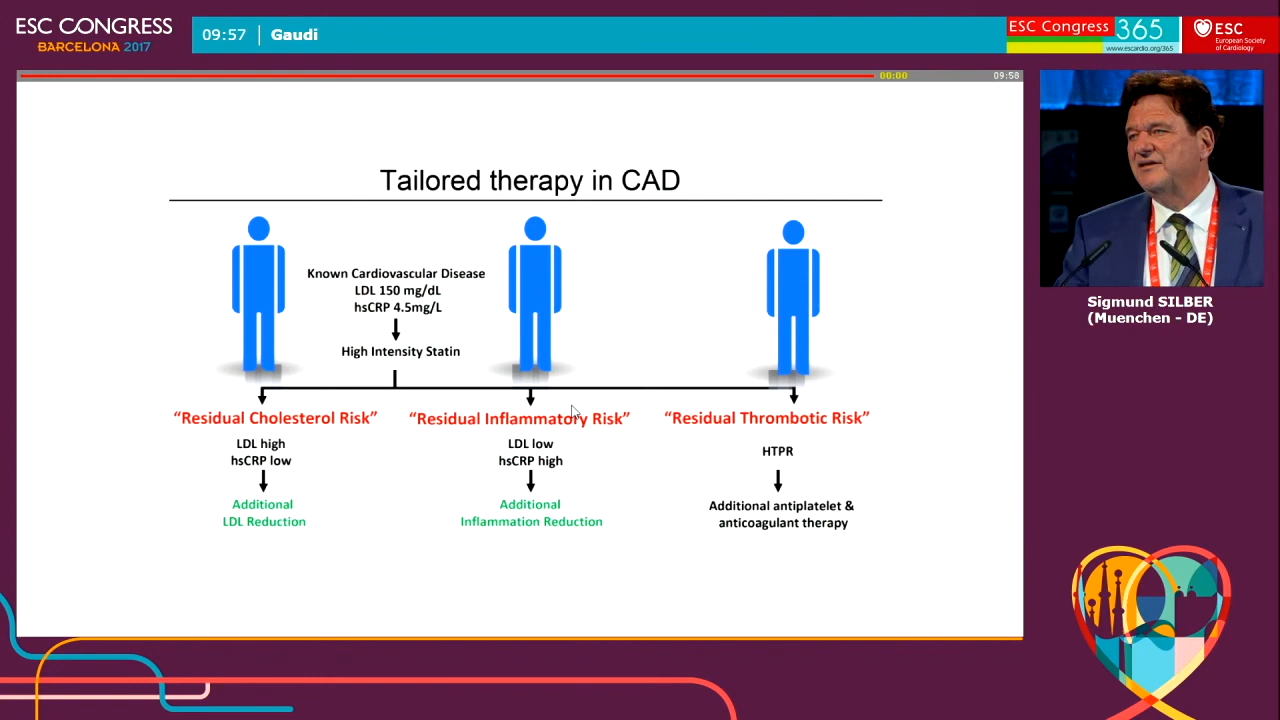 ESC CONGRESS
BARCELONA 2017
09:57
Gaudi
ESC Congress
365
www.escardio.org/365
ESC
European Society
of Cardiology
00:00
09:58
Tailored therapy in CAD
Known Cardiovascular Disease
LDL 150 mg/dL
hsCRP 4.5mg/L
High Intensity Statin
“Residual Cholesterol Risk”
LDL high
hsCRP low
Additional
LDL Reduction
“Residual Inflammatory Risk”
LDL low
hsCRP high
Additional
Inflammation Reduction
“Residual Thrombotic Risk”
HTPR
Additional antiplatelet &
anticoagulant therapy
Sigmund SILBER
(Muenchen - DE)